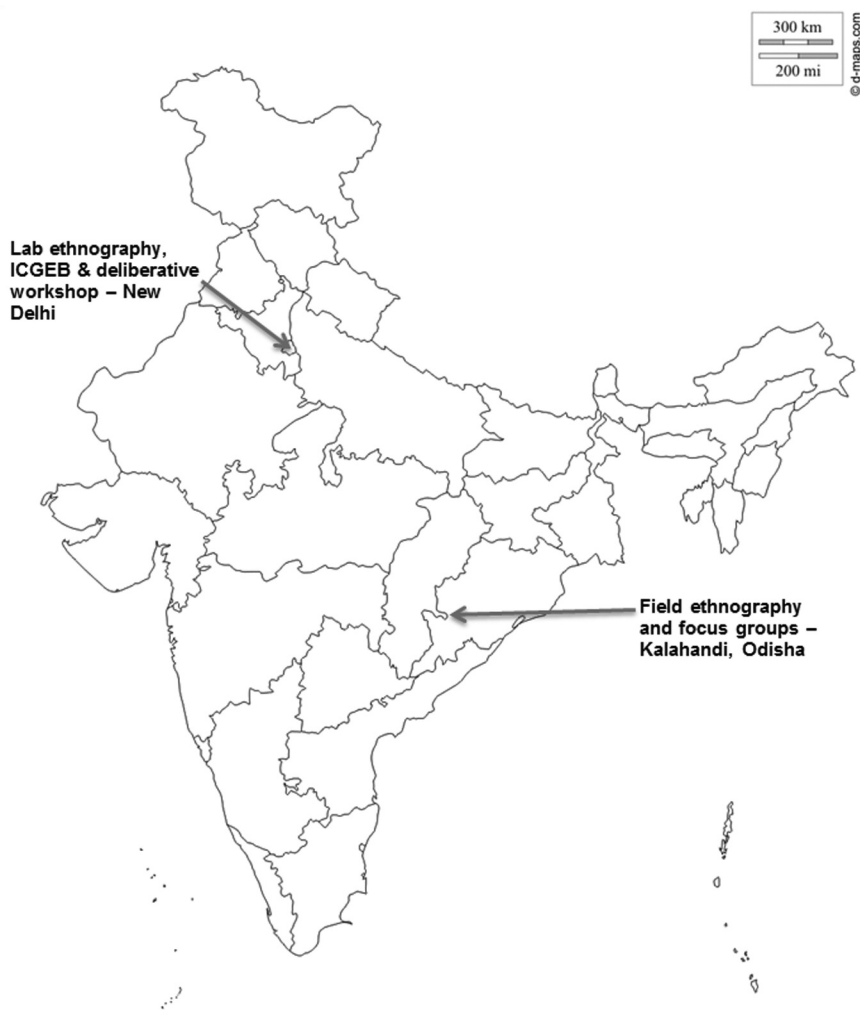 300 km
200 mi
© d-maps.com
Lab ethnography,
ICGEB & deliberative
workshop – New
Delhi
Field ethnography
and focus groups –
Kalahandi, Odisha